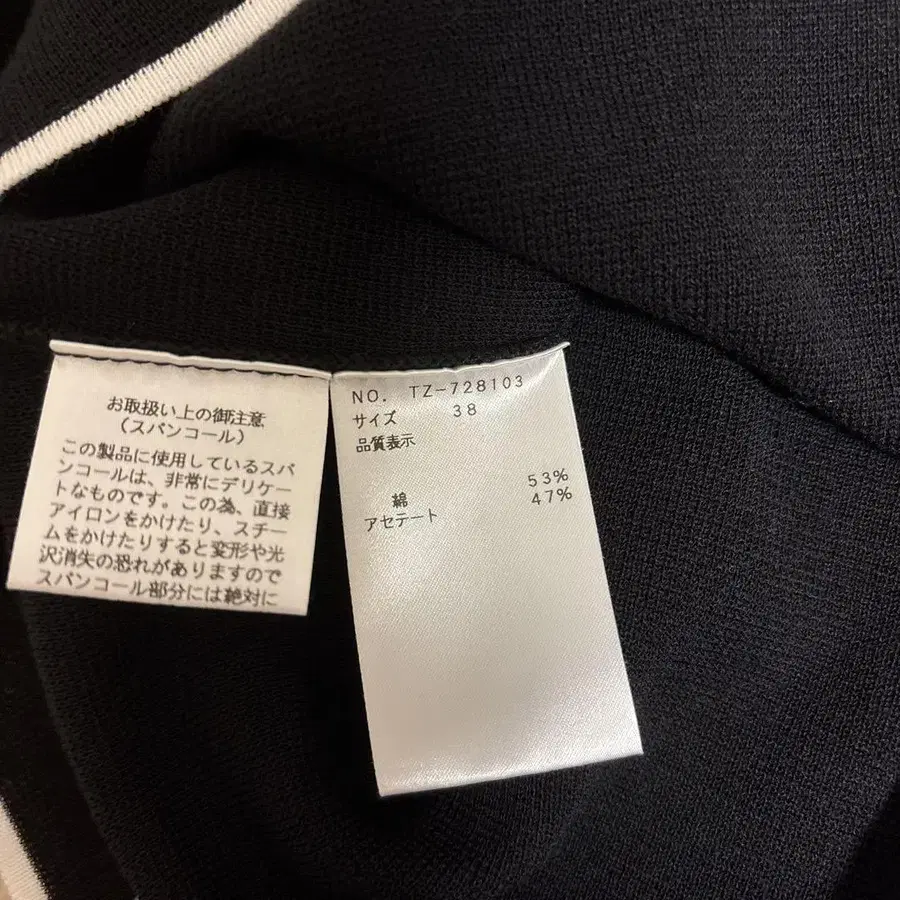 お取扱い上の御注意
（スパンコール）
この製品に使用しているスパ
ンコールは、非常にデリケー
トなものです。この為、直接
アイロンをかけたり、スチー
ムをかけたりすると変形や光
沢消失の恐れがありますので
スパンコール部分には絶対に
NO. TZ-728103
サイズ 38
品質表示
綿 53%
アセテート 47%